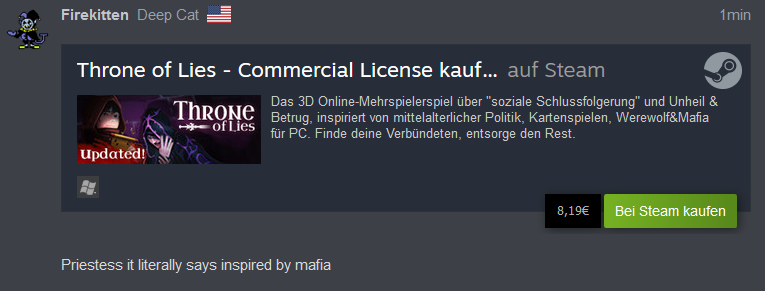 Firekitten Deep Cat 1min
Throne of Lies - Commercial License kauf... auf Steam
THRONE
OF LIES
updated!
Das 3D Online-Mehrspielerspiel über "soziale Schlussfolgerung" und Unheil &
Betrug, inspiriert von mittelalterlicher Politik, Kartenspielen, Werewolf&Mafia
für PC. Finde deine Verbündeten, entsorge den Rest.
8,19€ Bei Steam kaufen
Priestess it literally says inspired by mafia